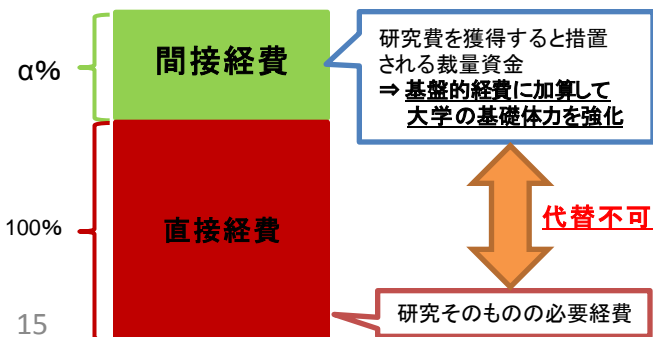 α%
間接経費
研究費を獲得すると措置
される裁量資金
⇒ 基盤的経費に加算して
大学の基礎体力を強化
代替不可
100%
直接経費
研究そのものの必要経費
15